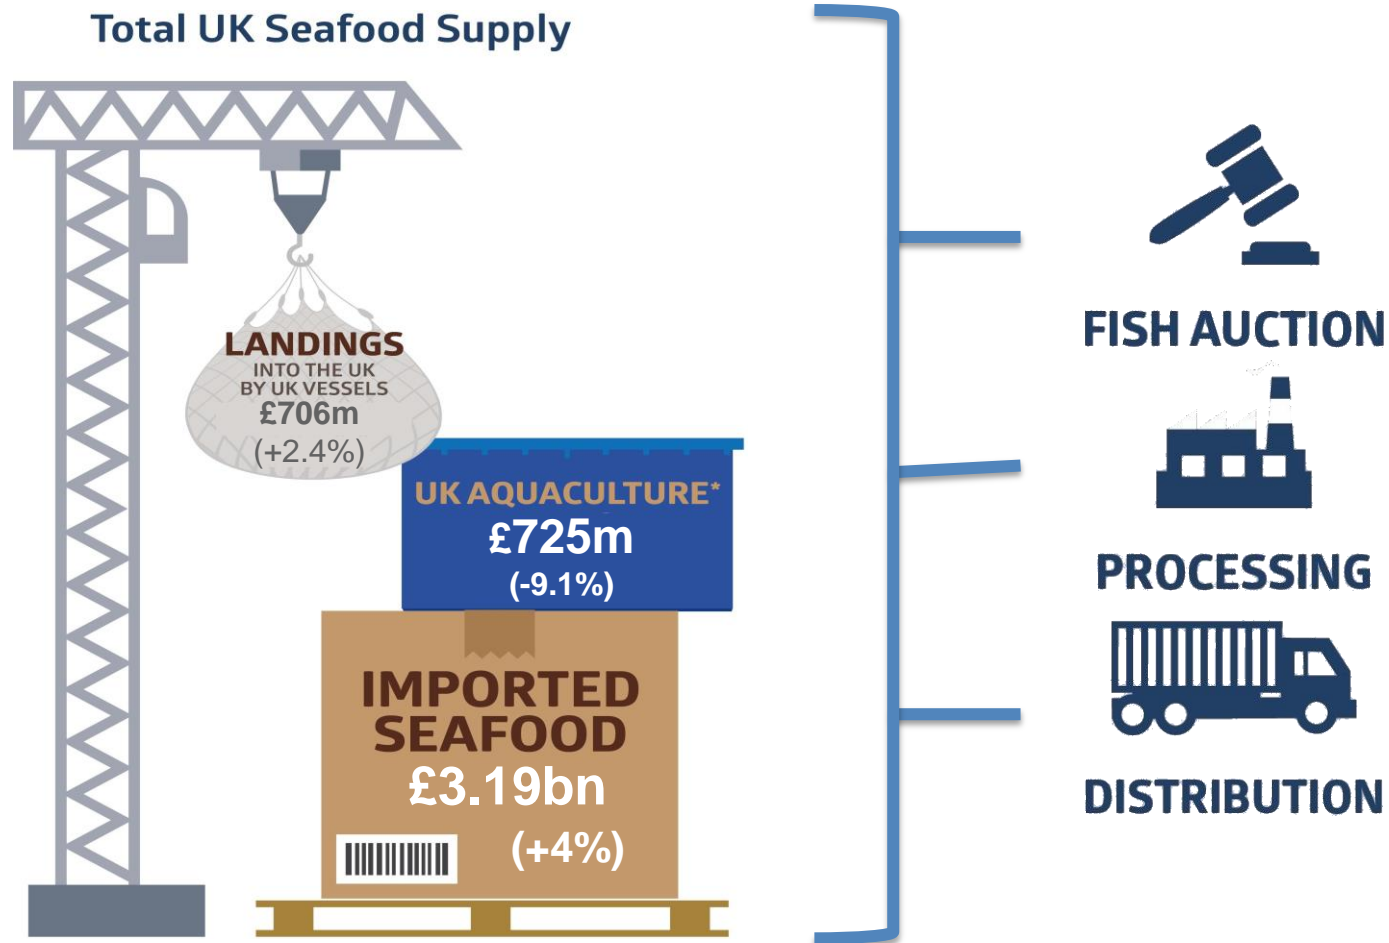 Total UK Seafood Supply
LANDINGS
INTO THE UK
BY UK VESSELS
£706m
(+2.4%)
UK AQUACULTURE*
£725m
(-9.1%)
IMPORTED
SEAFOOD
£3.19bn
(+4%)
FISH AUCTION
PROCESSING
DISTRIBUTION